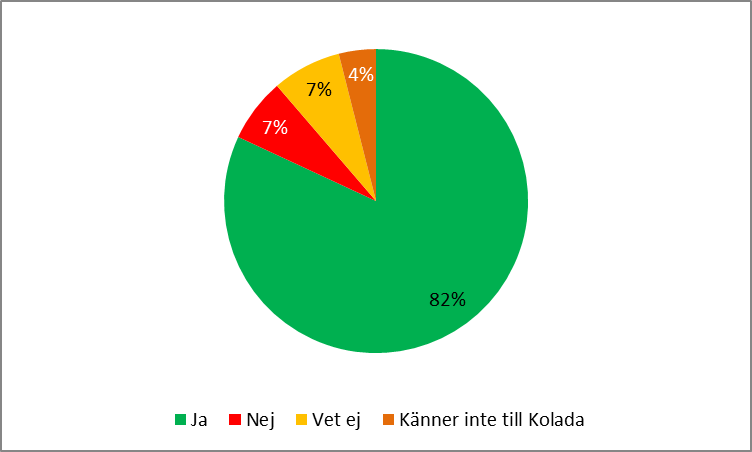 4%
7%
7%
82%
Ja Nej Vet ej Känner inte till Kolada